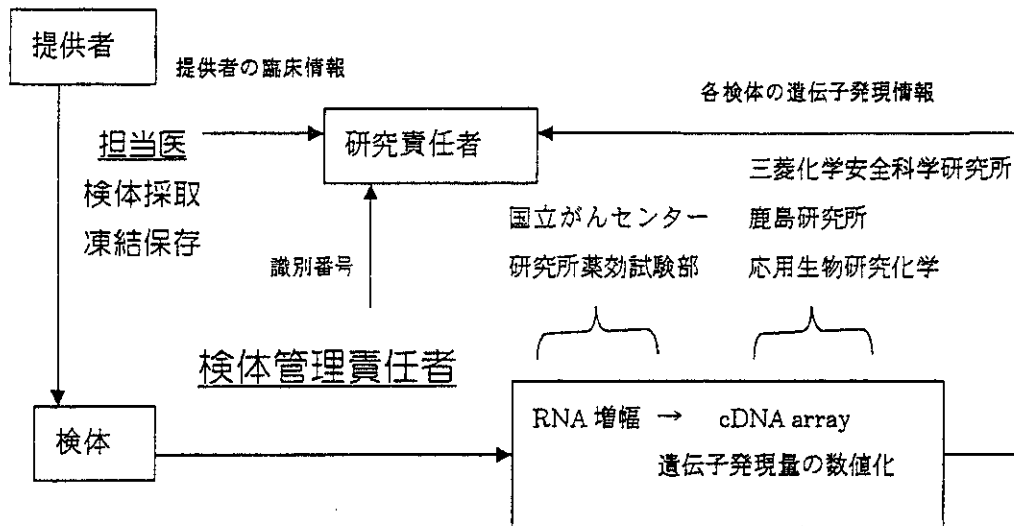 提供者
提供者の臨床情報
各検体の遺伝子発現情報
担当医
検体採取
凍結保存
研究責任者
三菱化学安全科学研究所
鹿島研究所
応用生物研究化学
国立がんセンター
研究所薬効試験部
識別番号
検体管理責任者
検体
RNA 増幅 → cDNA array
遺伝子発現量の数値化